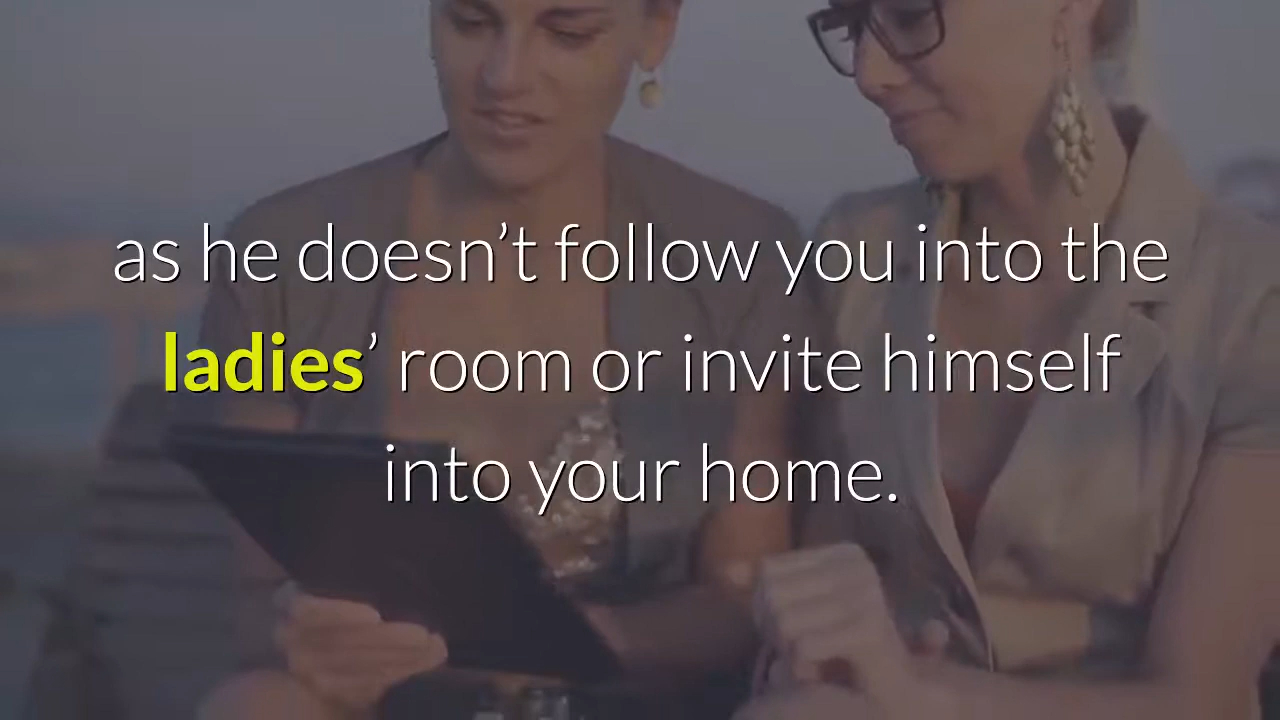 as he doesn’t follow you into the
ladies’ room or invite himself
into your home.